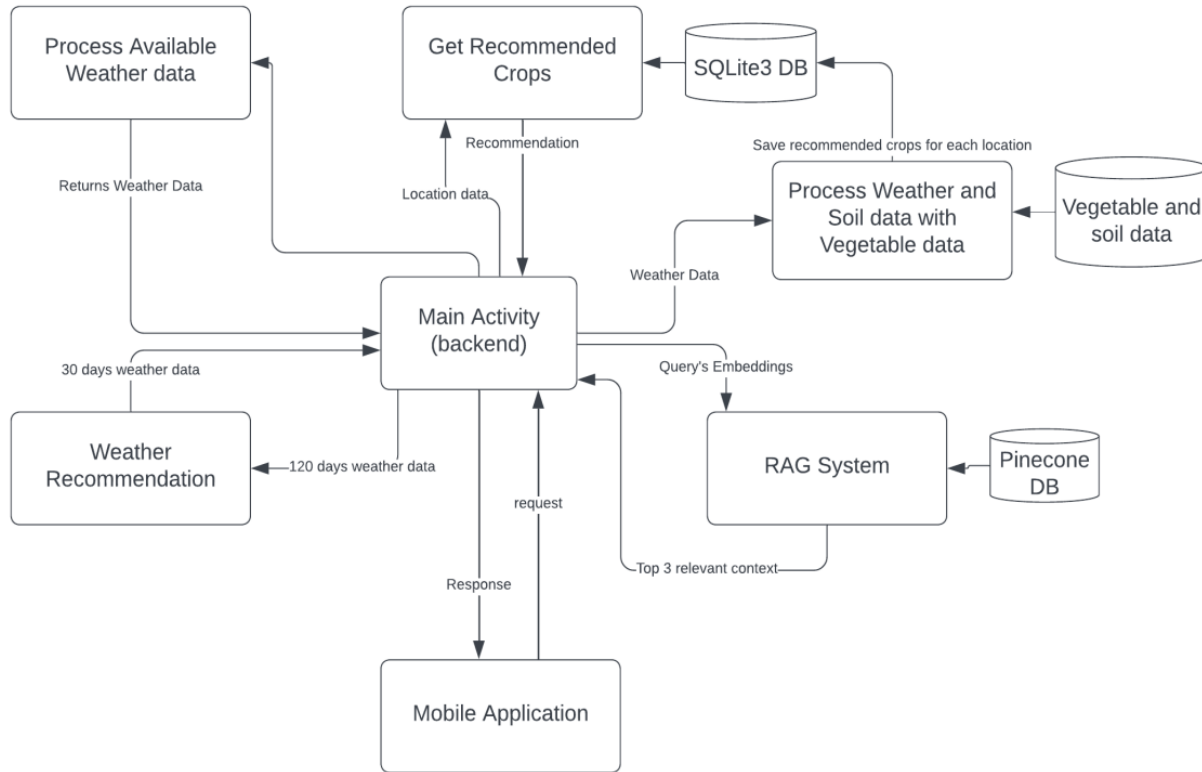 Process Available
Weather data
Get Recommended
Crops
SQLite3 DB
Recommendation
Save recommended crops for each location
Returns Weather Data
Location data
Process Weather and
Soil data with
Vegetable data
Vegetable and
soil data
Weather Data
Main Activity
(backend)
30 days weather data
Query's Embeddings
Weather
Recommendation
120 days weather data
RAG System
Pinecone
DB
request
Top 3 relevant context
Response
Mobile Application